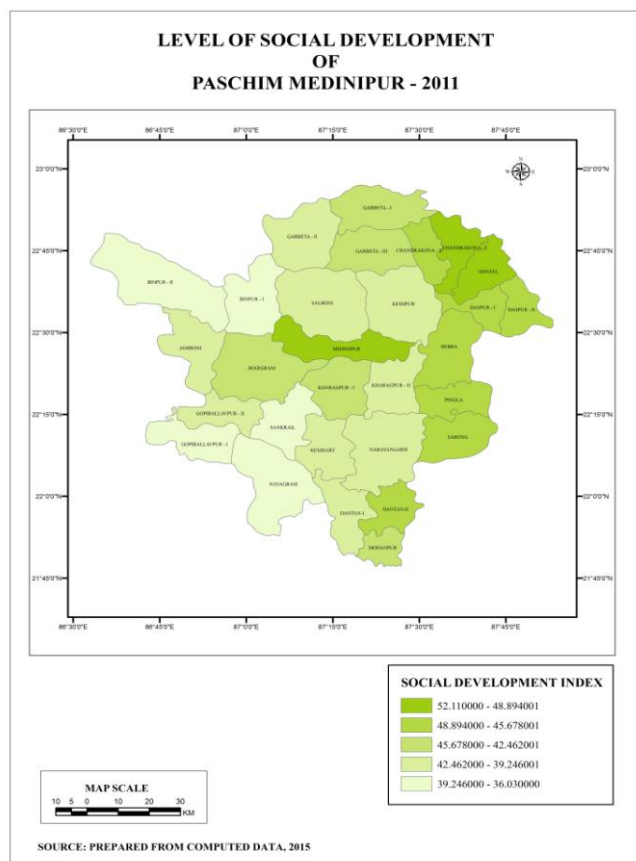 LEVEL OF SOCIAL DEVELOPMENT
OF
PASCHIM MEDINIPUR - 2011
86°30'0"E 86°45'0"E 87°0'0"E 87°15'0"E 87°30'0"E 87°45'0"E
23°0'0"N
22°45'0"N
22°30'0"N
22°15'0"N
22°0'0"N
21°45'0"N
N
W E
S
GARBETA - I
GARBETA - II
GARBETA - III
CHANDRAKONA - I
GHATAL
BINPUR - II
BINPUR - I
SALBONI
KESHPUR
DASPUR - I
DASPUR - II
JAMBONI
MEDINIPUR
DEBRA
JHARGRAM
KHARAGPUR - I
KHARAGPUR - II
PINGLA
GOPIBALLAVPUR - II
SANKRAIL
SABONG
GOPIBALLAVPUR - I
KESHIARY
NARAYANGARH
NAYAGRAM
DANTAN-I
DANTAN-II
MOHANPUR
23°0'0"N
22°45'0"N
22°30'0"N
22°15'0"N
22°0'0"N
21°45'0"N
86°30'0"E 86°45'0"E 87°0'0"E 87°15'0"E 87°30'0"E 87°45'0"E
SOCIAL DEVELOPMENT INDEX
52.110000 - 48.894001
48.894000 - 45.678001
45.678000 - 42.462001
42.462000 - 39.246001
39.246000 - 36.030000
MAP SCALE
10 5 0 10 20 30
KM
SOURCE: PREPARED FROM COMPUTED DATA, 2015